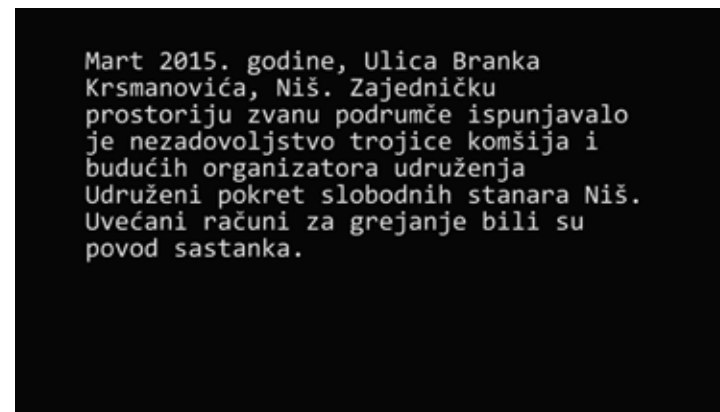 Mart 2015. godine, Ulica Branka
Krsmanovića, Niš. Zajedničku
prostoriju zvanu podrumče ispunjavalo
je nezadovoljstvo trojice komšija i
budućih organizatora udruženja
Udruženi pokret slobodnih stanara Niš.
Uvećani računi za grejanje bili su
povod sastanka.